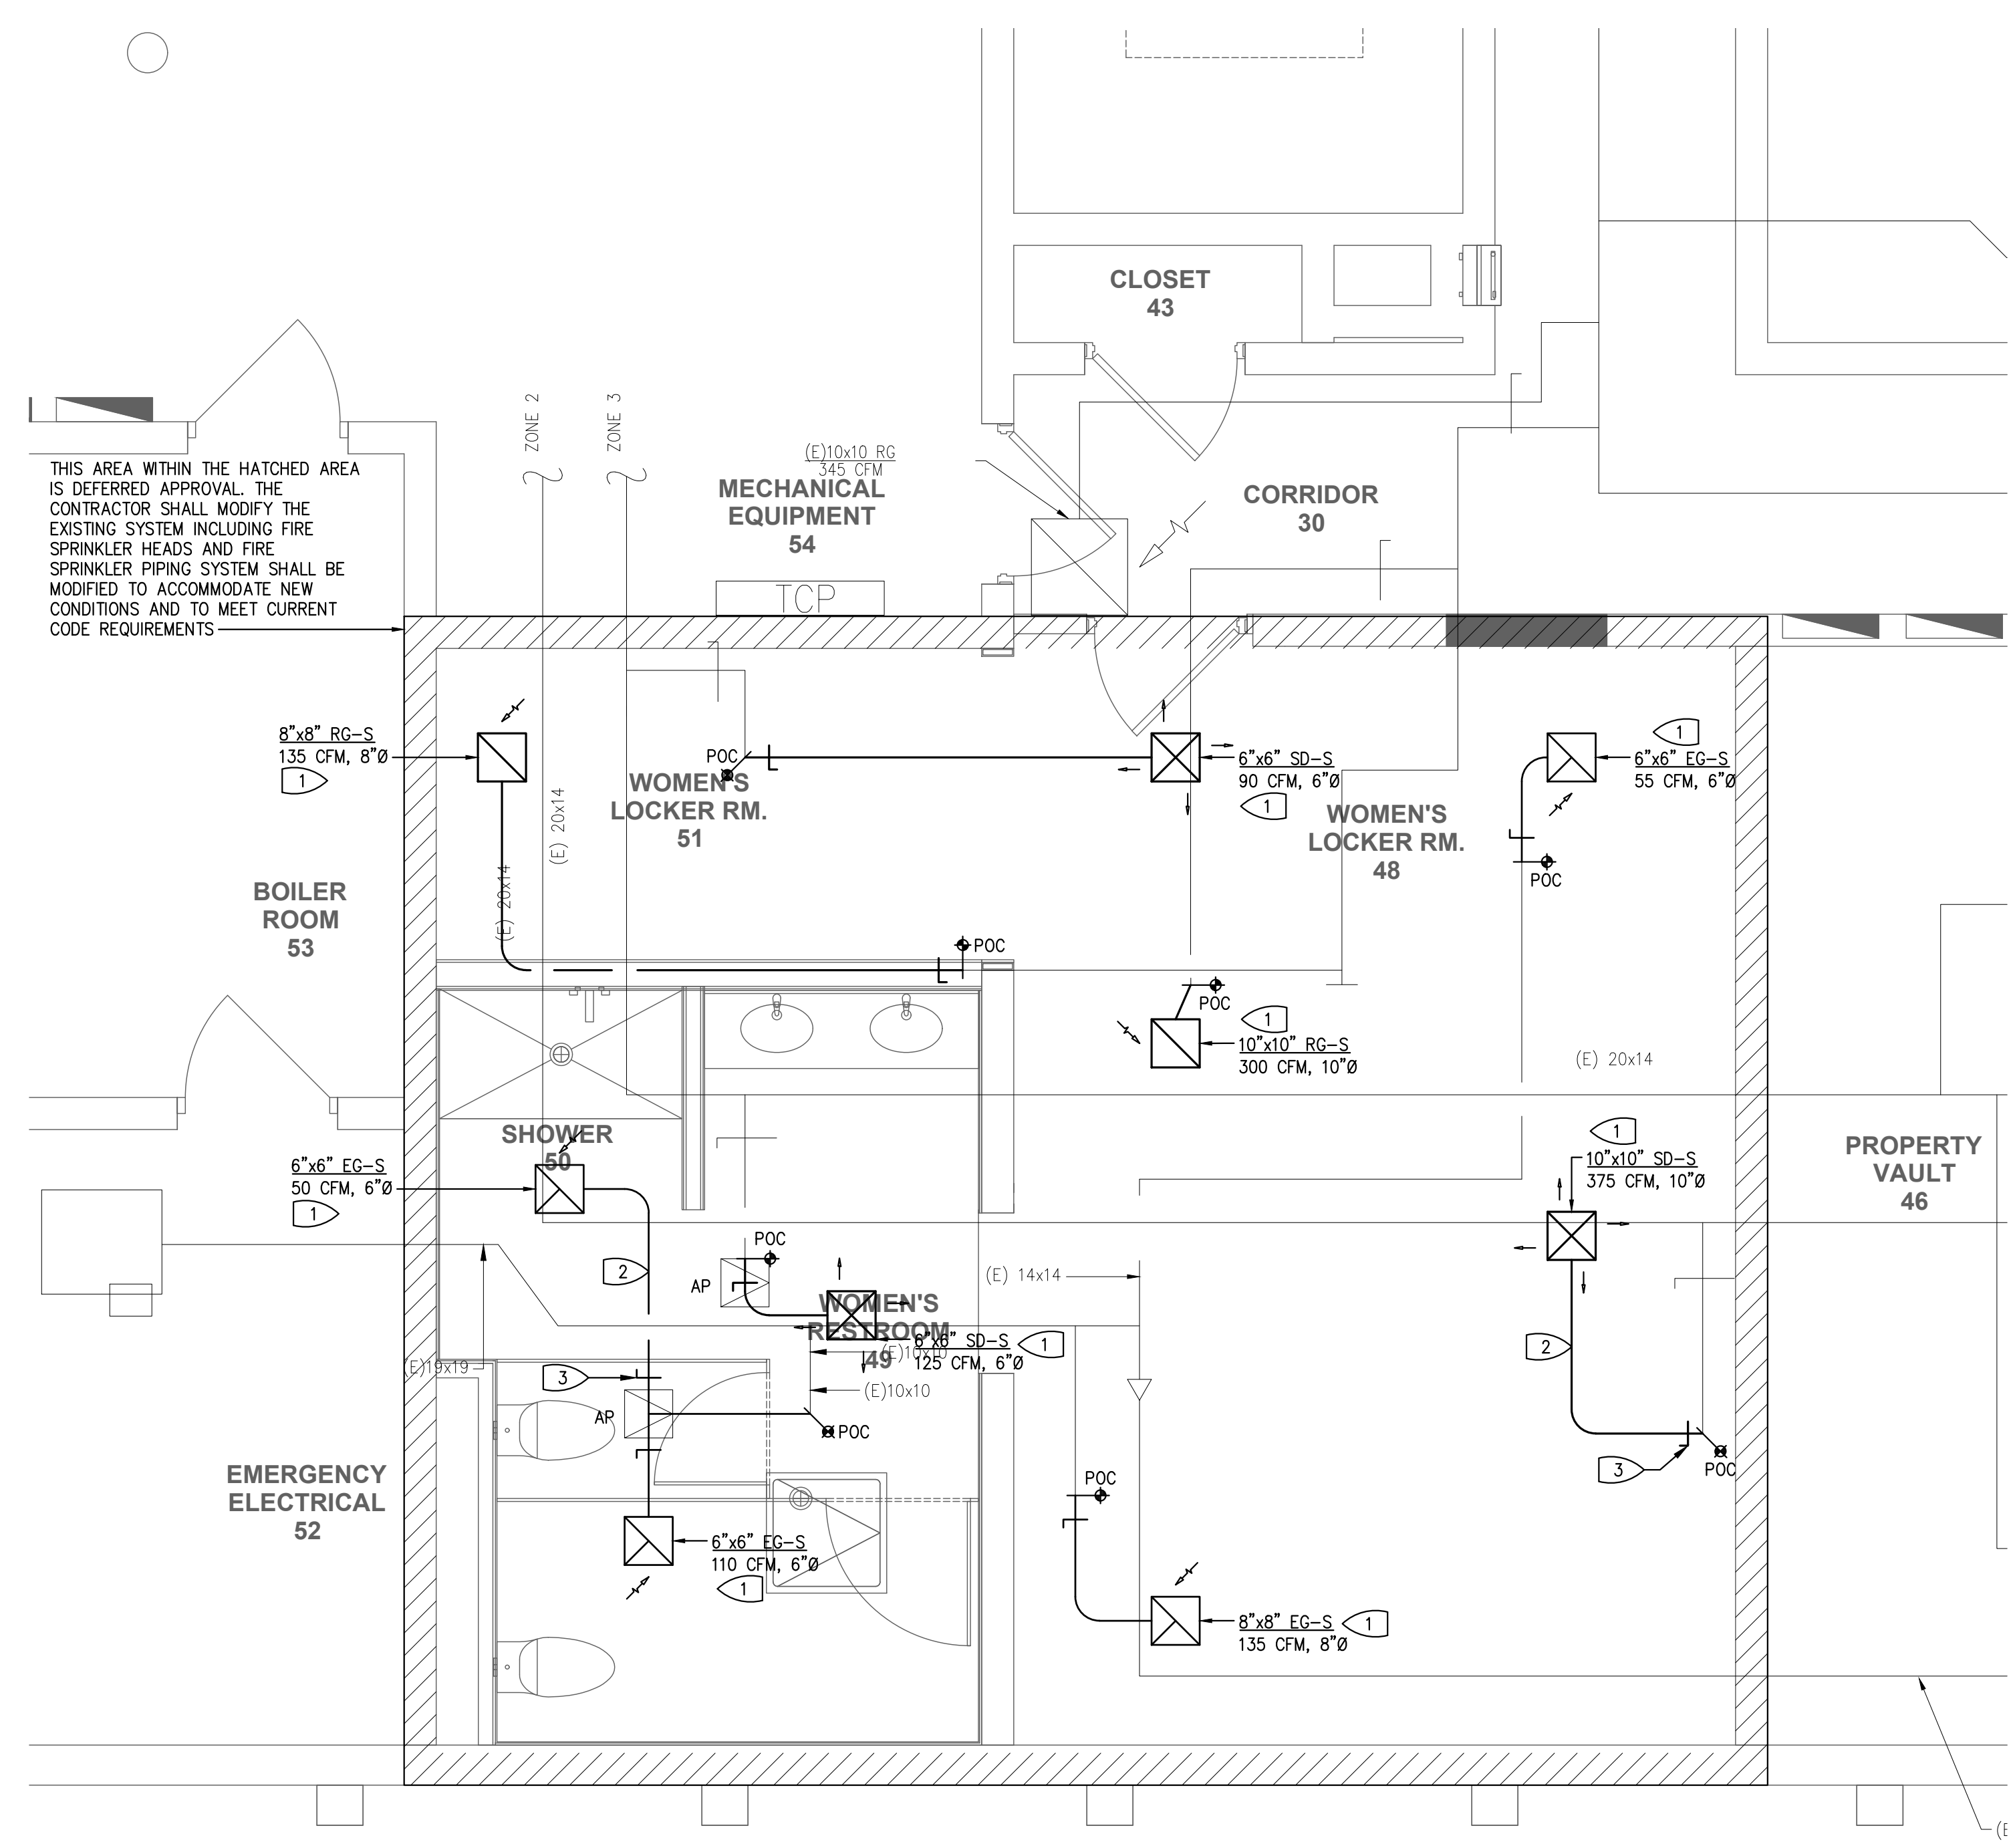 CLOSET
43
ZONE 2
ZONE 3
(E)10x10 RG
345 CFM
MECHANICAL
EQUIPMENT
54
CORRIDOR
30
THIS AREA WITHIN THE HATCHED AREA
IS DEFERRED APPROVAL. THE
CONTRACTOR SHALL MODIFY THE
EXISTING SYSTEM INCLUDING FIRE
SPRINKLER HEADS AND FIRE
SPRINKLER PIPING SYSTEM SHALL BE
MODIFIED TO ACCOMMODATE NEW
CONDITIONS AND TO MEET CURRENT
CODE REQUIREMENTS
TCP
8"x8" RG-S
135 CFM, 8"Ø
1
POC
WOMEN'S
LOCKER RM.
51
6"x6" SD-S
90 CFM, 6"Ø
1
1
6"x6" EG-S
55 CFM, 6"Ø
POC
WOMEN'S
LOCKER RM.
48
(E) 20x14
(E) 20x14
BOILER
ROOM
53
POC
POC
1
10"x10" RG-S
300 CFM, 10"Ø
(E) 20x14
SHOWER
50
6"x6" EG-S
50 CFM, 6"Ø
1
1
10"x10" SD-S
375 CFM, 10"Ø
PROPERTY
VAULT
46
2
POC
AP
(E) 14x14
WOMEN'S
RESTROOM
49
6"x6" SD-S
125 CFM, 6"Ø
1
(E)10x10
(E)10x10
2
(E)19x19
3
AP
POC
3
POC
EMERGENCY
ELECTRICAL
52
POC
6"x6" EG-S
110 CFM, 6"Ø
1
8"x8" EG-S
135 CFM, 8"Ø
1
(E